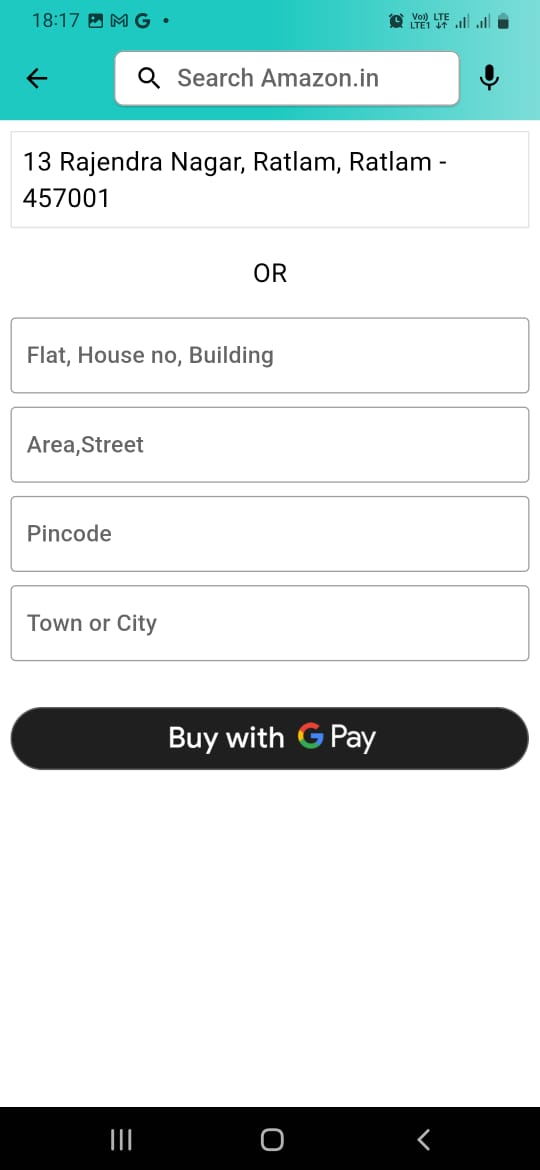 18:17
Vo) LTE
LTE1
Search Amazon.in
13 Rajendra Nagar, Ratlam, Ratlam -
457001
OR
Flat, House no, Building
Area,Street
Pincode
Town or City
Buy with G Pay